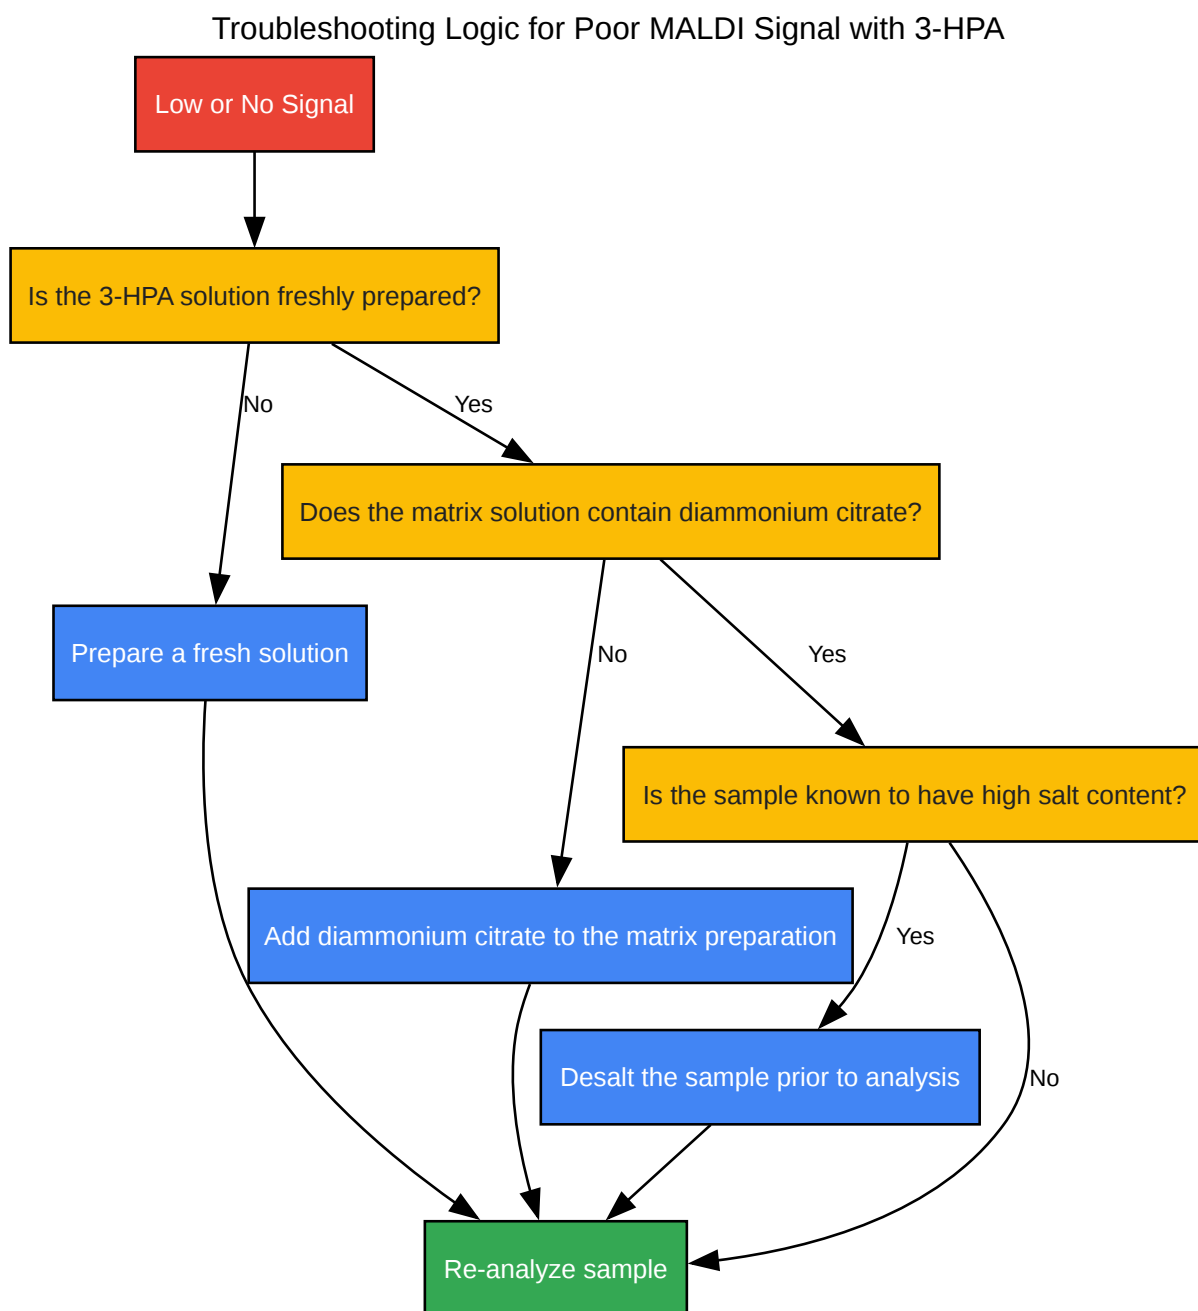 Troubleshooting Logic for Poor MALDI Signal with 3-HPA
Low or No Signal
Is the 3-HPA solution freshly prepared?
No
Yes
Does the matrix solution contain diammonium citrate?
Prepare a fresh solution
No
Yes
Is the sample known to have high salt content?
Add diammonium citrate to the matrix preparation
Yes
Desalt the sample prior to analysis
No
Re-analyze sample